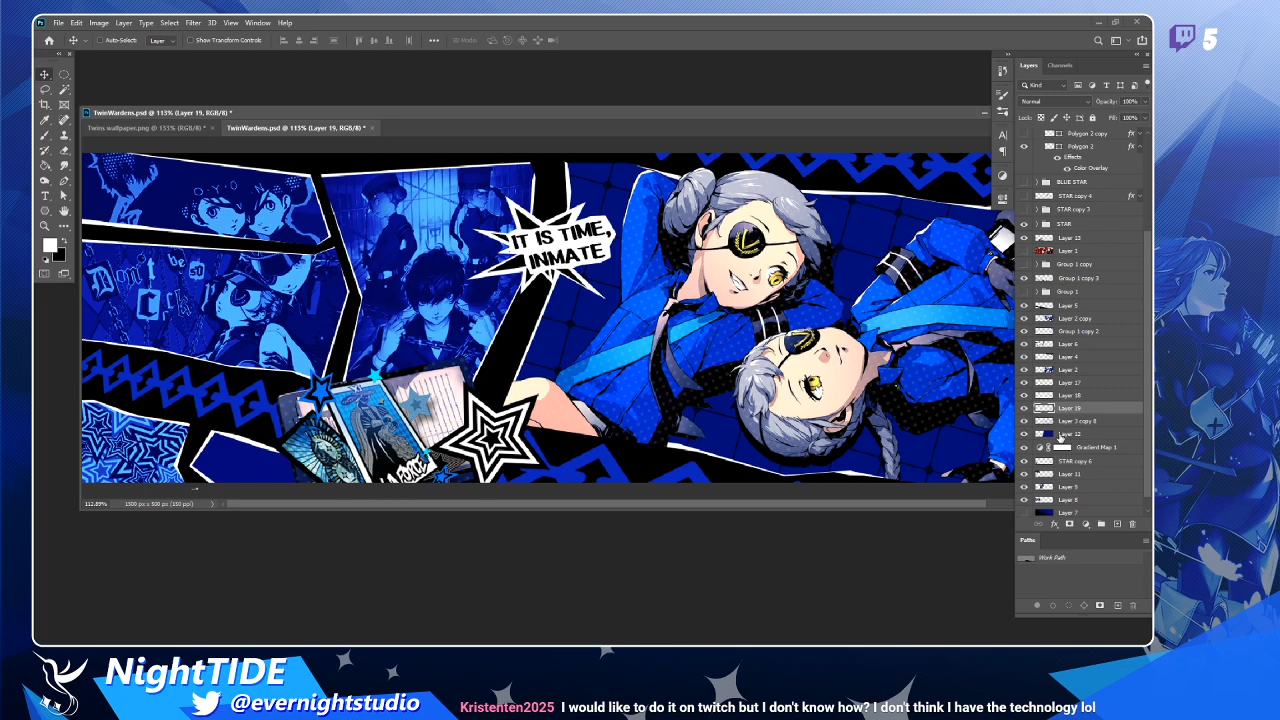 File Edit Image Layer Type Select Filter 3D View Window Help
Auto-Select: Layer Show Transform Controls 3D Mode:
TwinWardens.psd @ 113% (Layer 19, RGB/8) *
Twins wallpaper.png @ 133% (RGB/8) * × TwinWardens.psd @ 113% (Layer 19, RGB/8) * ×
IT IS TIME,
INMATE
Don't be so
112.89% 1500 px x 500 px (150 ppi)
Layers Channels
Kind
Normal Opacity: 100%
Lock: Fill: 100%
Polygon 2 copy fx
Polygon 2 fx
Effects
Color Overlay
BLUE STAR
STAR copy 4 fx
STAR copy 3
STAR
Layer 13
Layer 1
Group 1 copy
Group 1 copy 3
Group 1
Layer 5
Layer 2 copy
Group 1 copy 2
Layer 6
Layer 4
Layer 2
Layer 17
Layer 18
Layer 19
Layer 3 copy 8
Layer 12
Gradient Map 1
STAR copy 6
Layer 11
Layer 9
Layer 8
Layer 7
Paths
Work Path
5
NightTIDE
@evernightstudio
Kristenten2025 I would like to do it on twitch but I don't know how? I don't think I have the technology lol